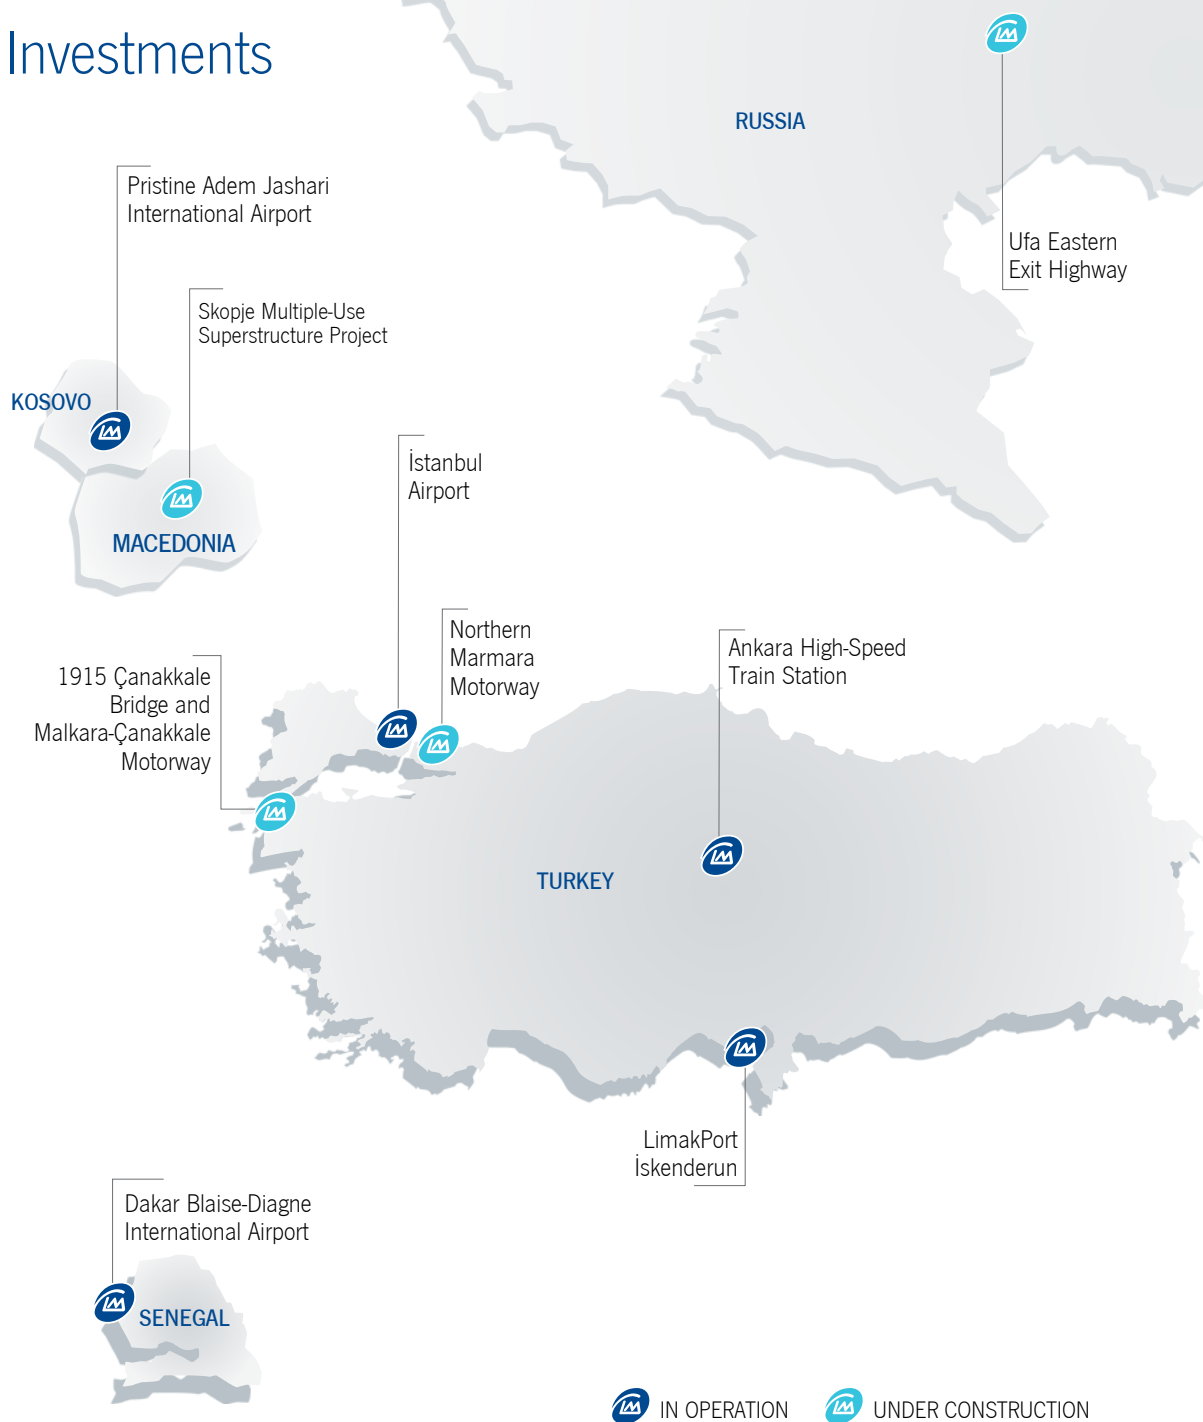 Investments
RUSSIA
Ufa Eastern
Exit Highway
Pristine Adem Jashari
International Airport
Skopje Multiple-Use
Superstructure Project
KOSOVO
MACEDONIA
İstanbul
Airport
Northern
Marmara
Motorway
Ankara High-Speed
Train Station
1915 Çanakkale
Bridge and
Malkara-Çanakkale
Motorway
TURKEY
LimakPort
İskenderun
Dakar Blaise-Diagne
International Airport
SENEGAL
IN OPERATION
UNDER CONSTRUCTION